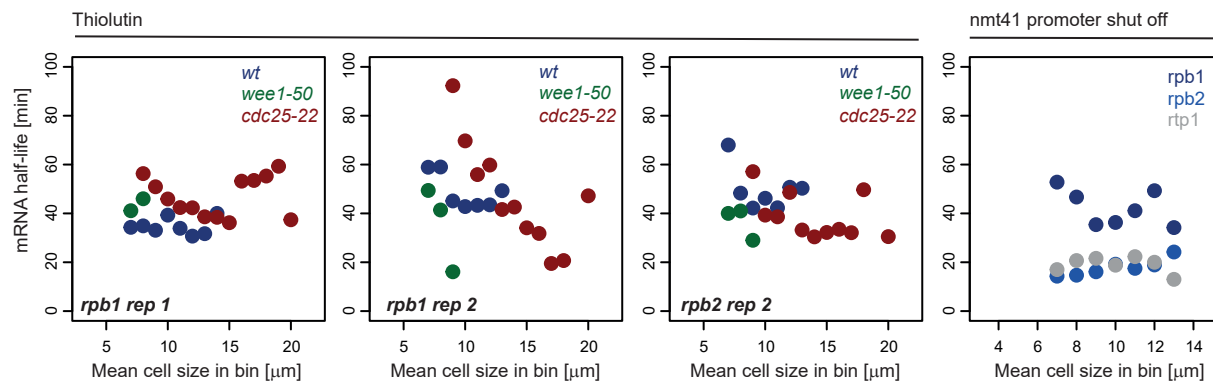 Thiolutin
nmt41 promoter shut off
mRNA half-life [min]
0 20 40 60 80 100
wt
wee1-50
cdc25-22
rpb1 rep 1
5 10 15 20
Mean cell size in bin [μm]
0 20 40 60 80 100
wt
wee1-50
cdc25-22
rpb1 rep 2
5 10 15 20
Mean cell size in bin [μm]
0 20 40 60 80 100
wt
wee1-50
cdc25-22
rpb2 rep 2
5 10 15 20
Mean cell size in bin [μm]
0 20 40 60 80 100
rpb1
rpb2
rtp1
4 6 8 10 12 14
Mean cell size in bin [μm]